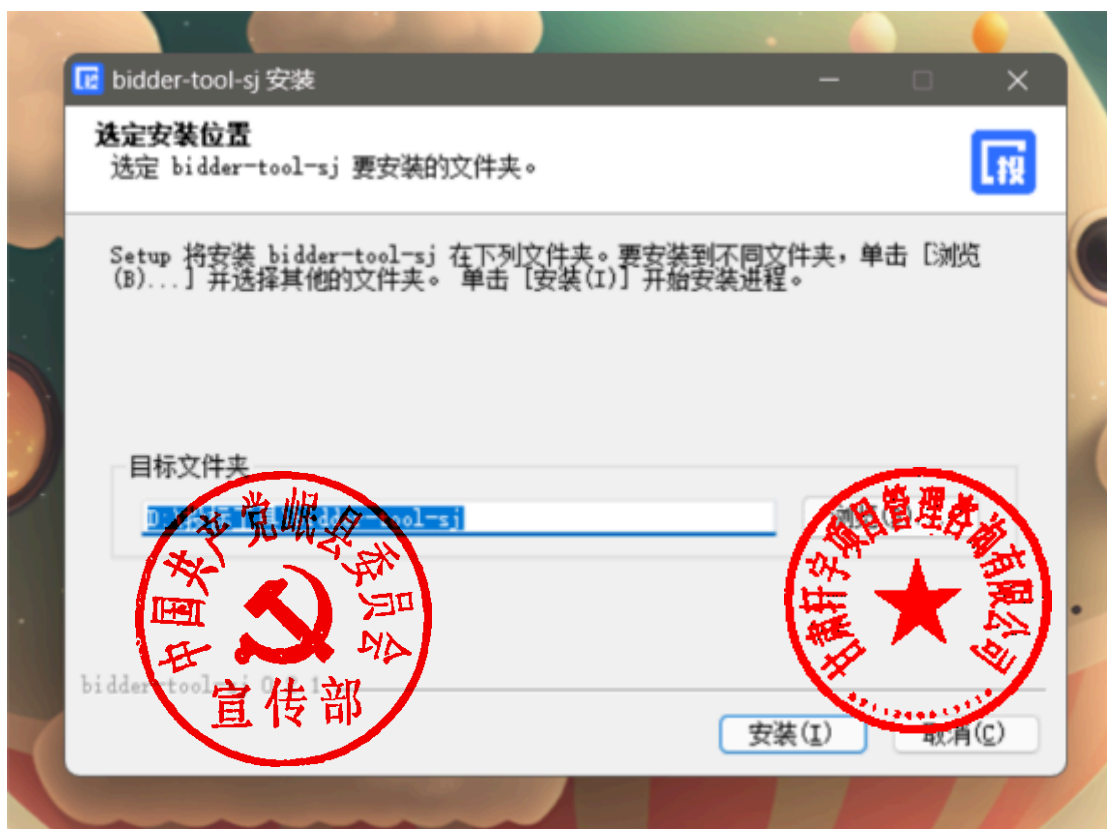 bidder-tool-sj 安装
选定安装位置
选定 bidder-tool-sj 要安装的文件夹。
投
Setup 将安装 bidder-tool-sj 在下列文件夹。要安装到不同文件夹，单击 [浏览
(B)...] 并选择其他的文件夹。 单击 [安装(I)] 开始安装进程。
目标文件夹
中国共产党岷县委员会
宣传部
甘肃轩宇项目管理咨询有限公司
安装(I)
取消(C)